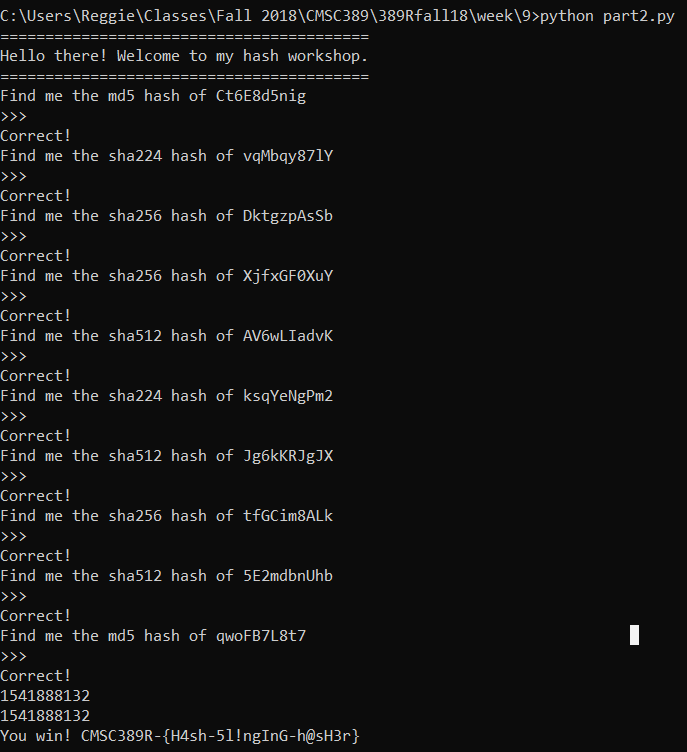 C:\Users\Reggie\Classes\Fall 2018\CMSC389\389Rfall18\week\9>python part2.py
=========================================
Hello there! Welcome to my hash workshop.
=========================================
Find me the md5 hash of Ct6E8d5nig
>>>
Correct!
Find me the sha224 hash of vqMbqy87lY
>>>
Correct!
Find me the sha256 hash of DktgzpAsSb
>>>
Correct!
Find me the sha256 hash of XjfxGF0XuY
>>>
Correct!
Find me the sha512 hash of AV6wLIadvK
>>>
Correct!
Find me the sha224 hash of ksqYeNgPm2
>>>
Correct!
Find me the sha512 hash of Jg6kKRJgJX
>>>
Correct!
Find me the sha256 hash of tfGCim8ALk
>>>
Correct!
Find me the sha512 hash of 5E2mdbnUhb
>>>
Correct!
Find me the md5 hash of qwoFB7L8t7
>>>
Correct!
1541888132
1541888132
You win! CMSC389R-{H4sh-5l!ngInG-h@sH3r}